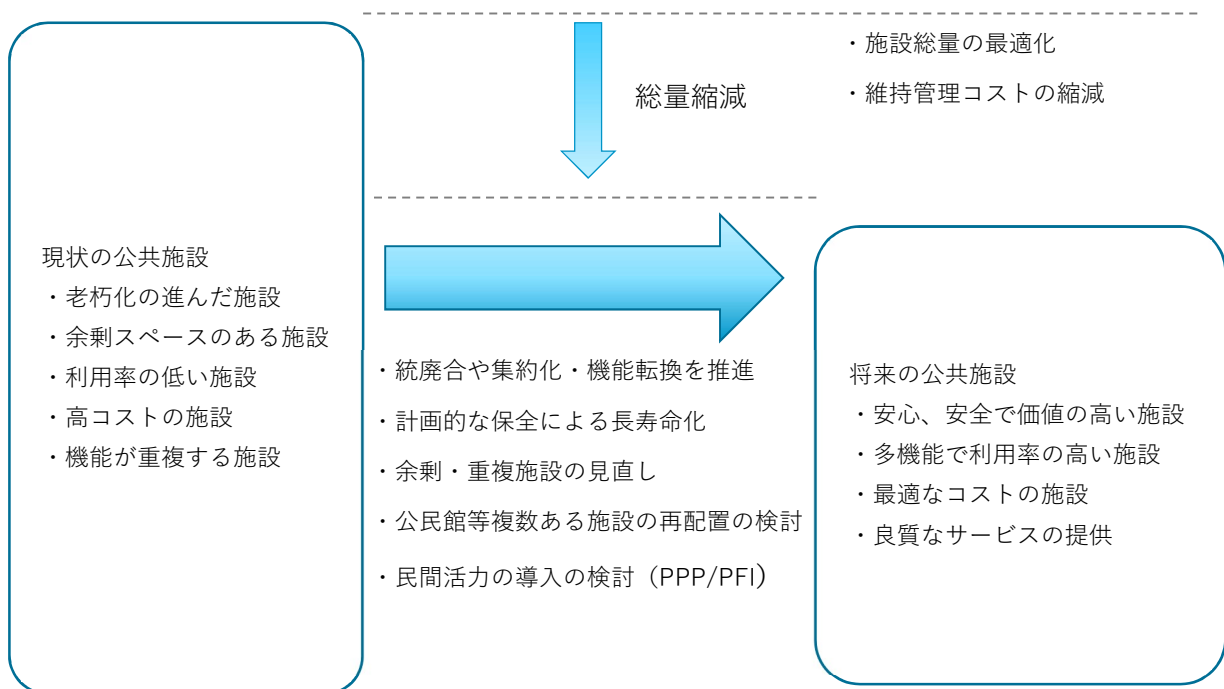 ・施設総量の最適化
総量縮減
・維持管理コストの縮減
現状の公共施設
・老朽化の進んだ施設
・余剰スペースのある施設
・利用率の低い施設
・高コストの施設
・機能が重複する施設
・統廃合や集約化・機能転換を推進
・計画的な保全による長寿命化
・余剰・重複施設の見直し
・公民館等複数ある施設の再配置の検討
・民間活力の導入の検討（PPP/PFI）
将来の公共施設
・安心、安全で価値の高い施設
・多機能で利用率の高い施設
・最適なコストの施設
・良質なサービスの提供